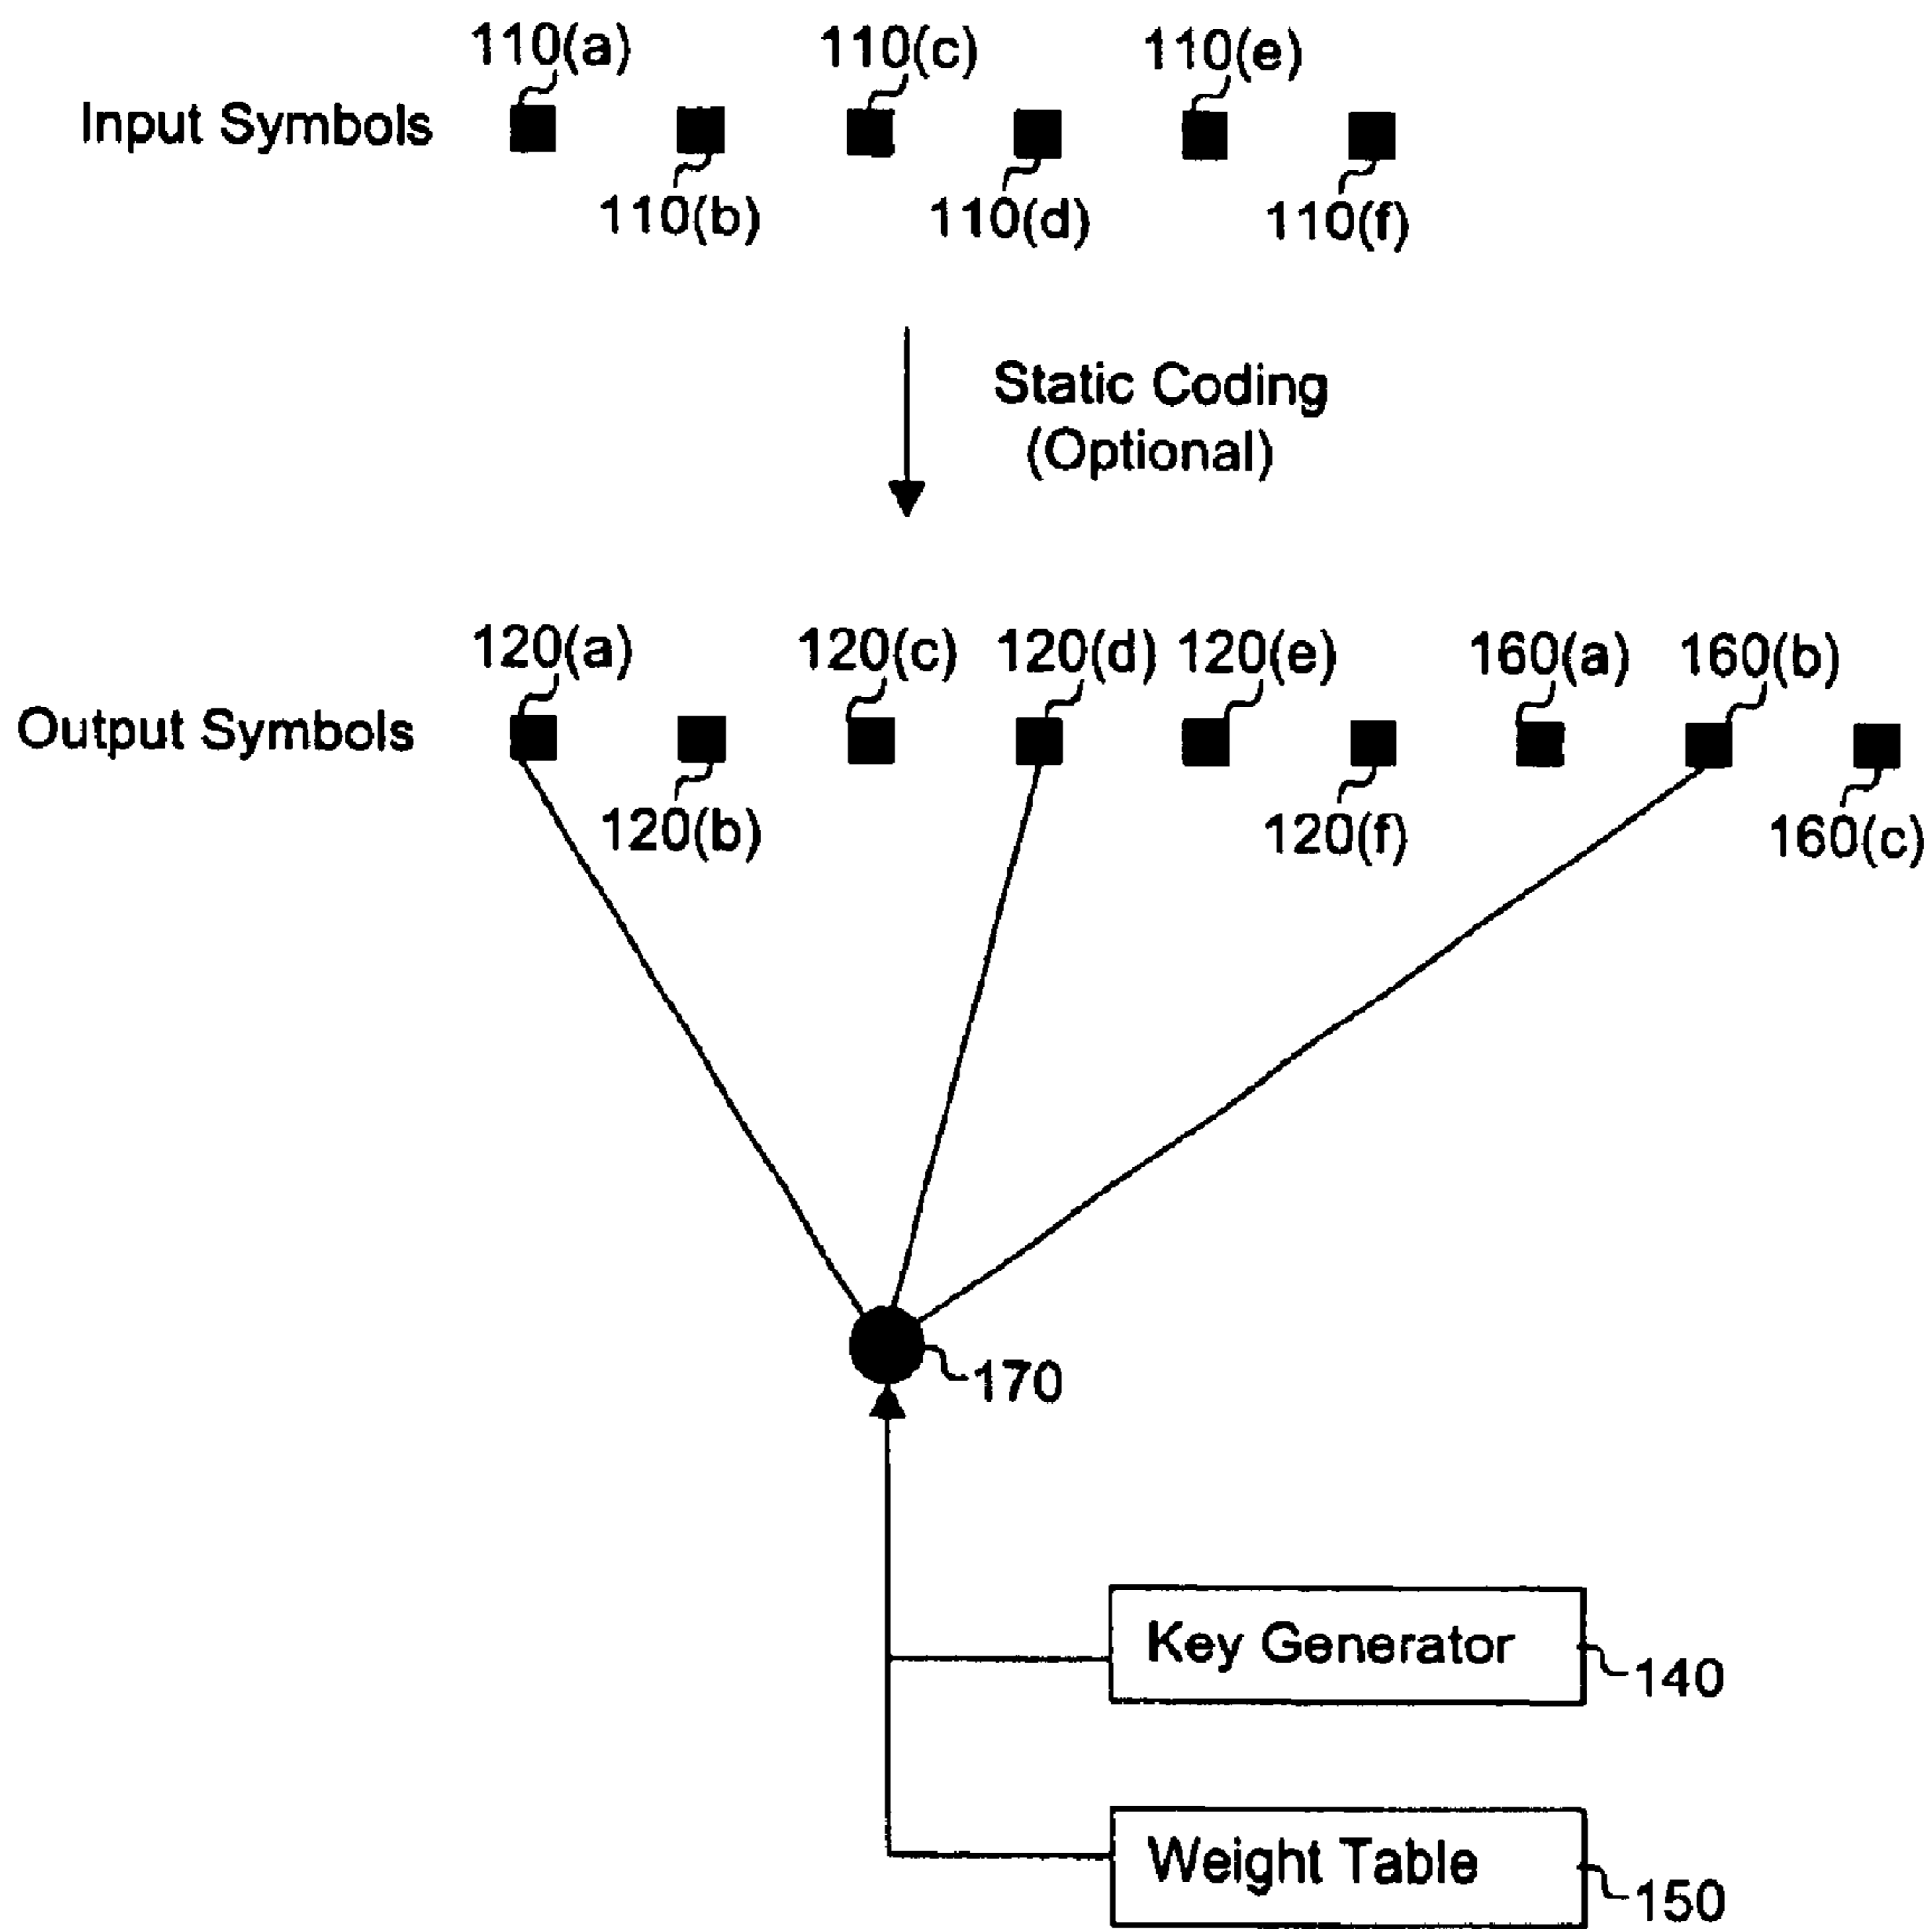 110(a) 110(c) 110(e)
Input Symbols
110(b) 110(d) 110(f)
Static Coding
(Optional)
120(a) 120(c) 120(d) 120(e) 160(a) 160(b)
Output Symbols
120(b) 120(f) 160(c)
170
Key Generator
140
Weight Table
150